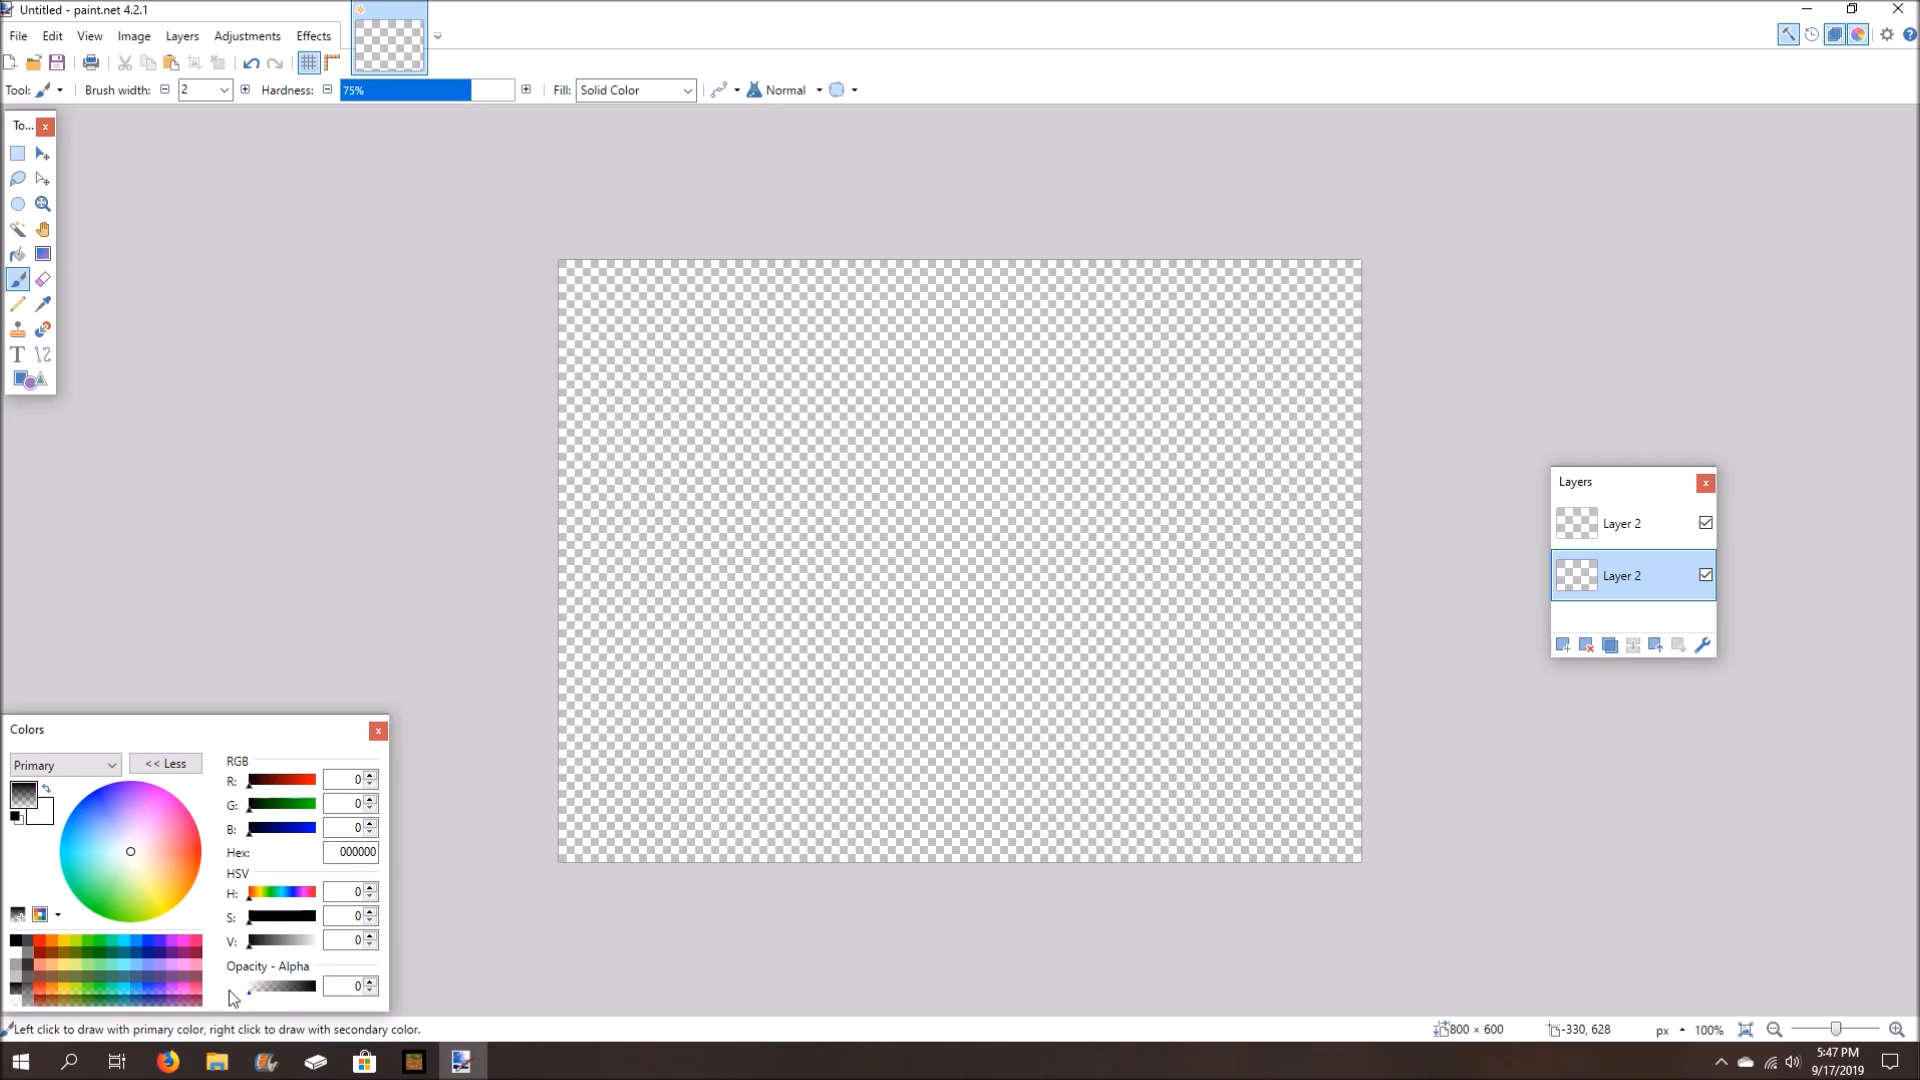 Untitled - paint.net 4.2.1
File Edit View Image Layers Adjustments Effects
Tool: Brush width: 2 Hardness: 75% Fill: Solid Color Normal
To...
Layers
Layer 2
Layer 2
Colors
Primary << Less
RGB
R: 0
G: 0
B: 0
Hex: 000000
HSV
H: 0
S: 0
V: 0
Opacity - Alpha
0
Left click to draw with primary color, right click to draw with secondary color.
800 × 600 -330, 628 px 100%
5:47 PM
9/17/2019